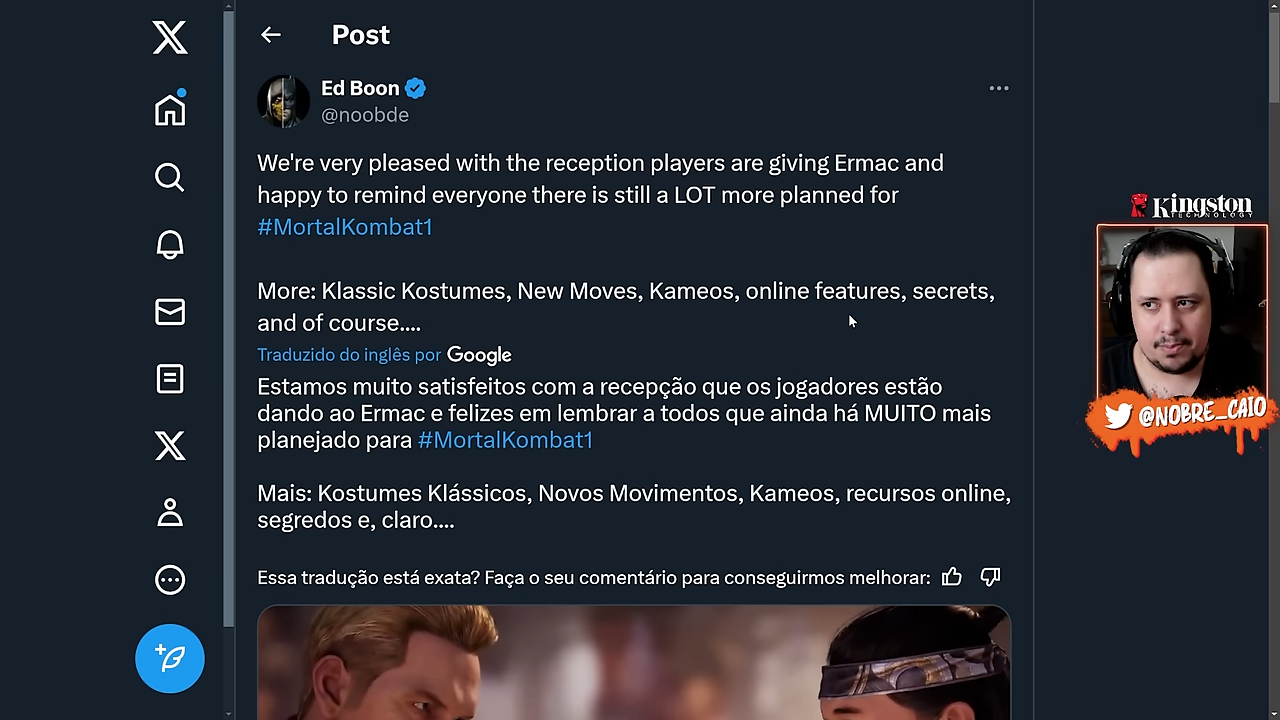 Post
Ed Boon
@noobde
We're very pleased with the reception players are giving Ermac and
happy to remind everyone there is still a LOT more planned for
#MortalKombat1
More: Klassic Kostumes, New Moves, Kameos, online features, secrets,
and of course....
Traduzido do inglês por Google
Estamos muito satisfeitos com a recepção que os jogadores estão
dando ao Ermac e felizes em lembrar a todos que ainda há MUITO mais
planejado para #MortalKombat1
Mais: Kostumes Klássicos, Novos Movimentos, Kameos, recursos online,
segredos e, claro....
Essa tradução está exata? Faça o seu comentário para conseguirmos melhorar:
Kingston
TECHNOLOGY
@NOBRE_CAIO